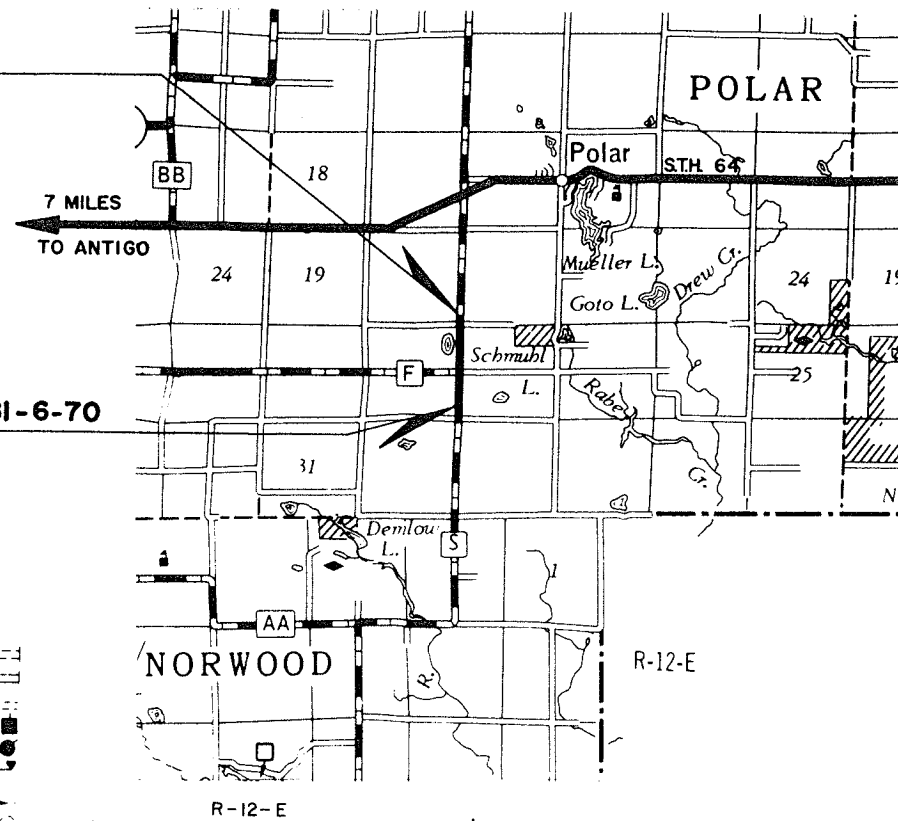 POLAR
Polar
S.T.H. 64
BB
18
7 MILES
TO ANTIGO
24
19
Mueller L.
Drew Cr.
24
19
Goto L.
Schmuhl
L.
F
25
Rabe
Cr.
31-6-70
31
N
Demlow
L.
S
1
AA
NORWOOD
R.
R-12-E
R-12-E